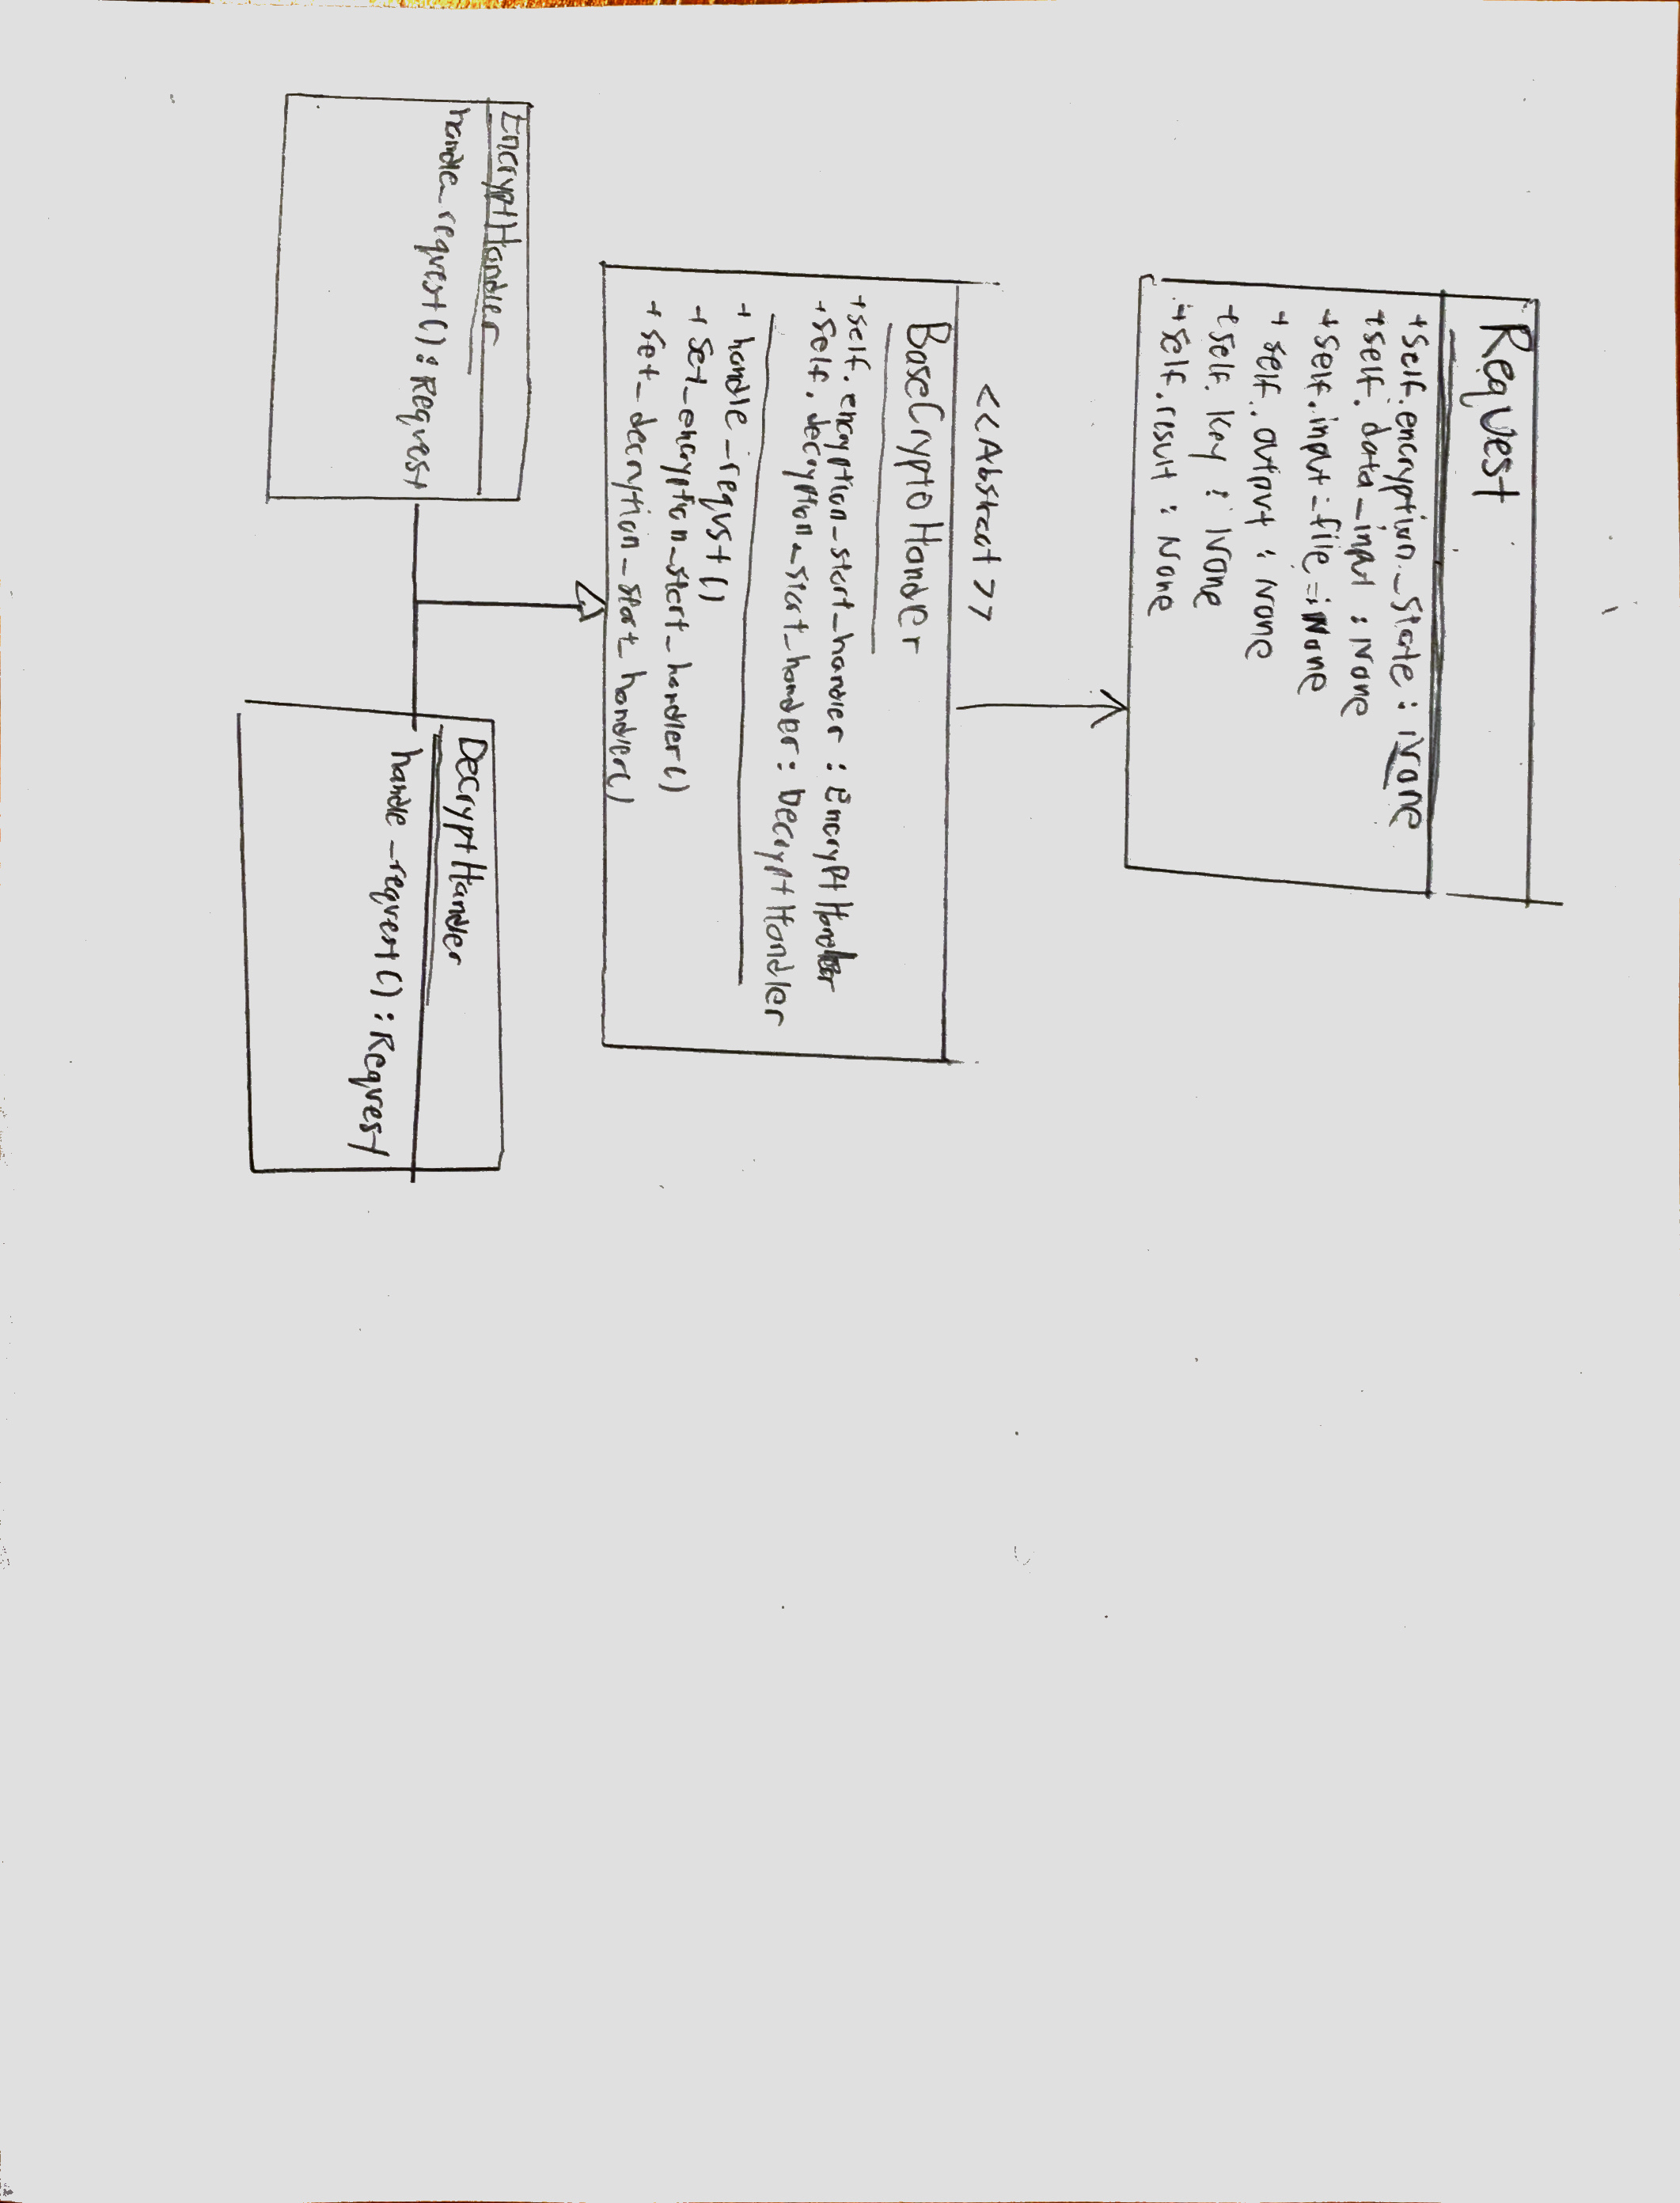 Request
+self.encryption_state : None
+self.data_input : None
+self.input_file=:None
+self.output : None
+self.key : None
+self.result : None
<<Abstract>>
BaseCryptoHandler
+self.encryption_start_handler : EncryptHandler
+self.decryption_start_handler : DecryptHandler
+ handle_requst()
+ set_encryption_start_handler()
+ set_decryption_start_handler()
EncryptHandler
handle_request() : Request
DecryptHandler
handle_request() : Request